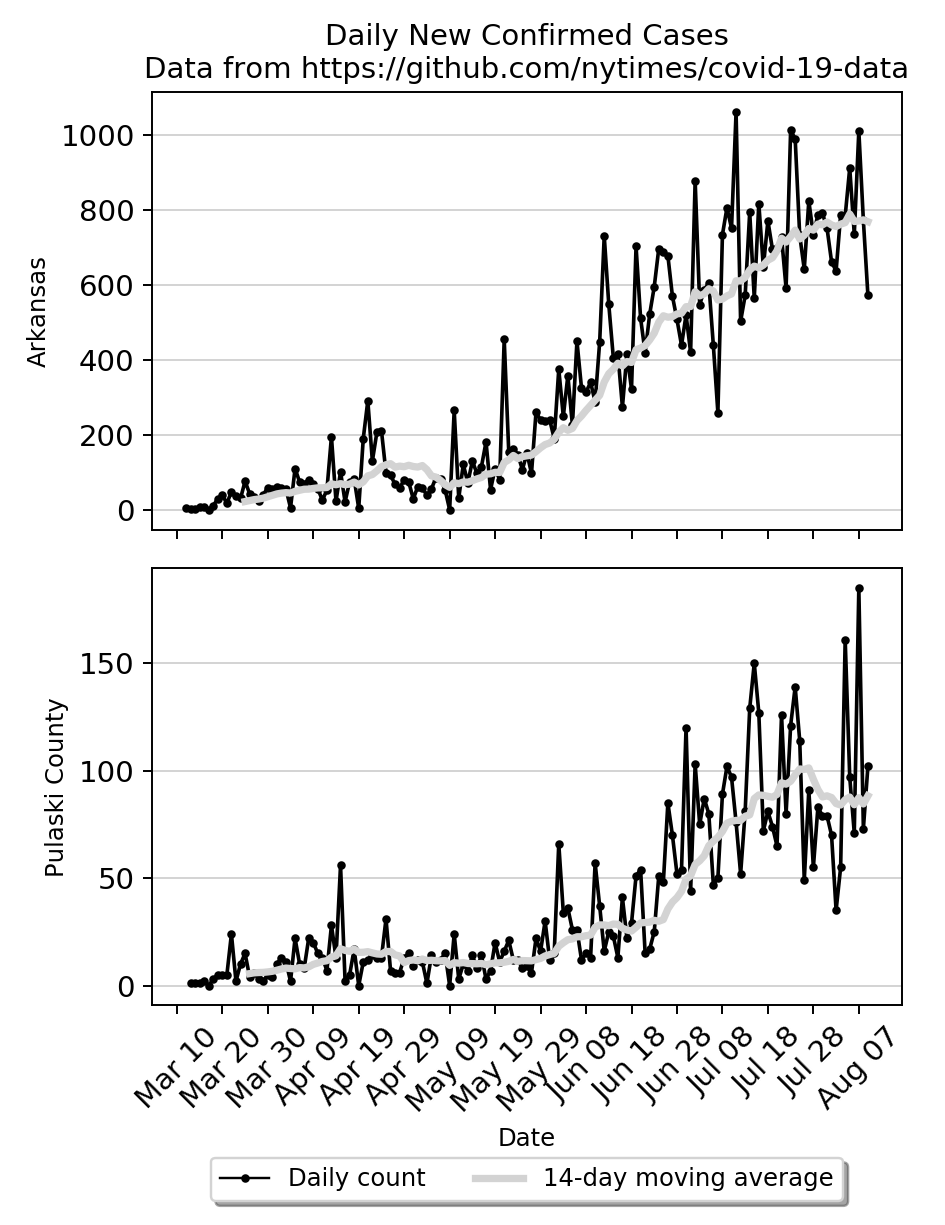 Daily New Confirmed Cases
Data from https://github.com/nytimes/covid-19-data
1000
800
600
400
200
0
Arkansas
150
100
50
0
Pulaski County
Mar 10
Mar 20
Mar 30
Apr 09
Apr 19
Apr 29
May 09
May 19
May 29
Jun 08
Jun 18
Jun 28
Jul 08
Jul 18
Jul 28
Aug 07
Date
Daily count
14-day moving average